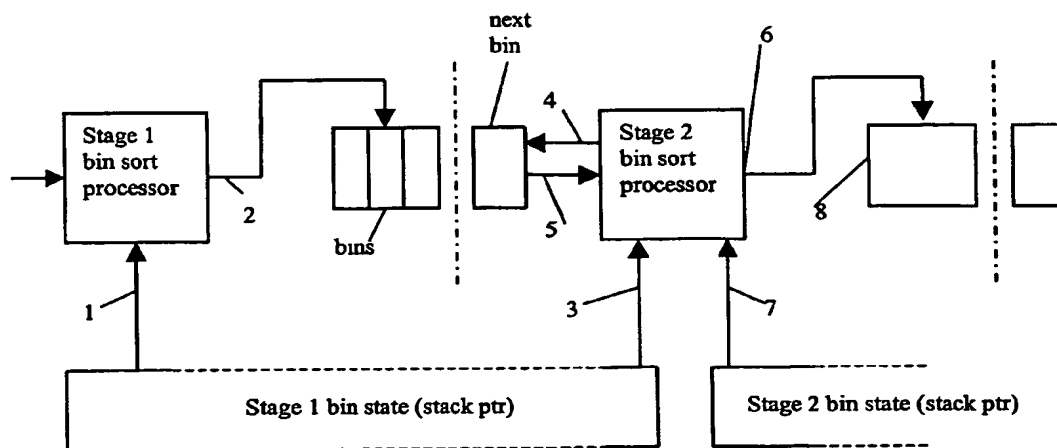 next
bin
6
4
Stage 1
bin sort
processor
Stage 2
bin sort
processor
2
5
8
bins
1
3
7
Stage 1 bin state (stack ptr)
Stage 2 bin state (stack ptr)